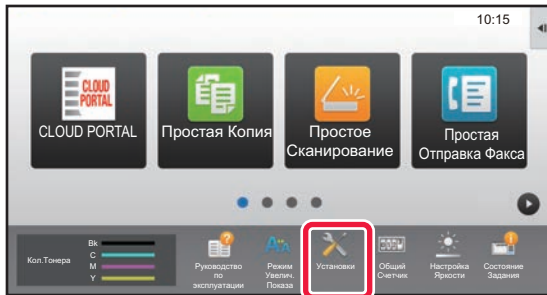 10:15
CLOUD
PORTAL
CLOUD PORTAL
Простая Копия
Простое
Сканирование
Простая
Отправка Факса
Кол.Тонера
Bk
C
M
Y
Руководство
по
эксплуатации
Режим
Увелич.
Показа
Установки
Общий
Счетчик
Настройка
Яркости
Состояние
Задания